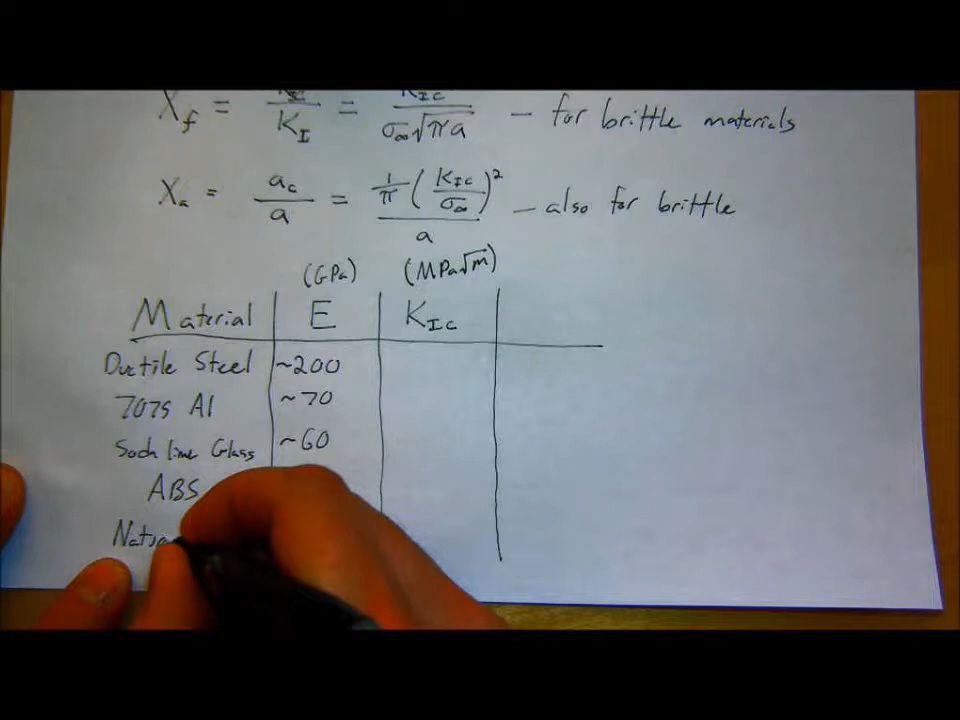 X_f = K_IC / K_I = K_IC / σ∞√πa — for brittle materials
X_a = a_c / a = 1/π (K_IC / σ∞)² / a — also for brittle
(GPa) (MPa√m)
Material E K_IC
Ductile Steel ~200
7075 Al ~70
Soda lime Glass ~60
ABS